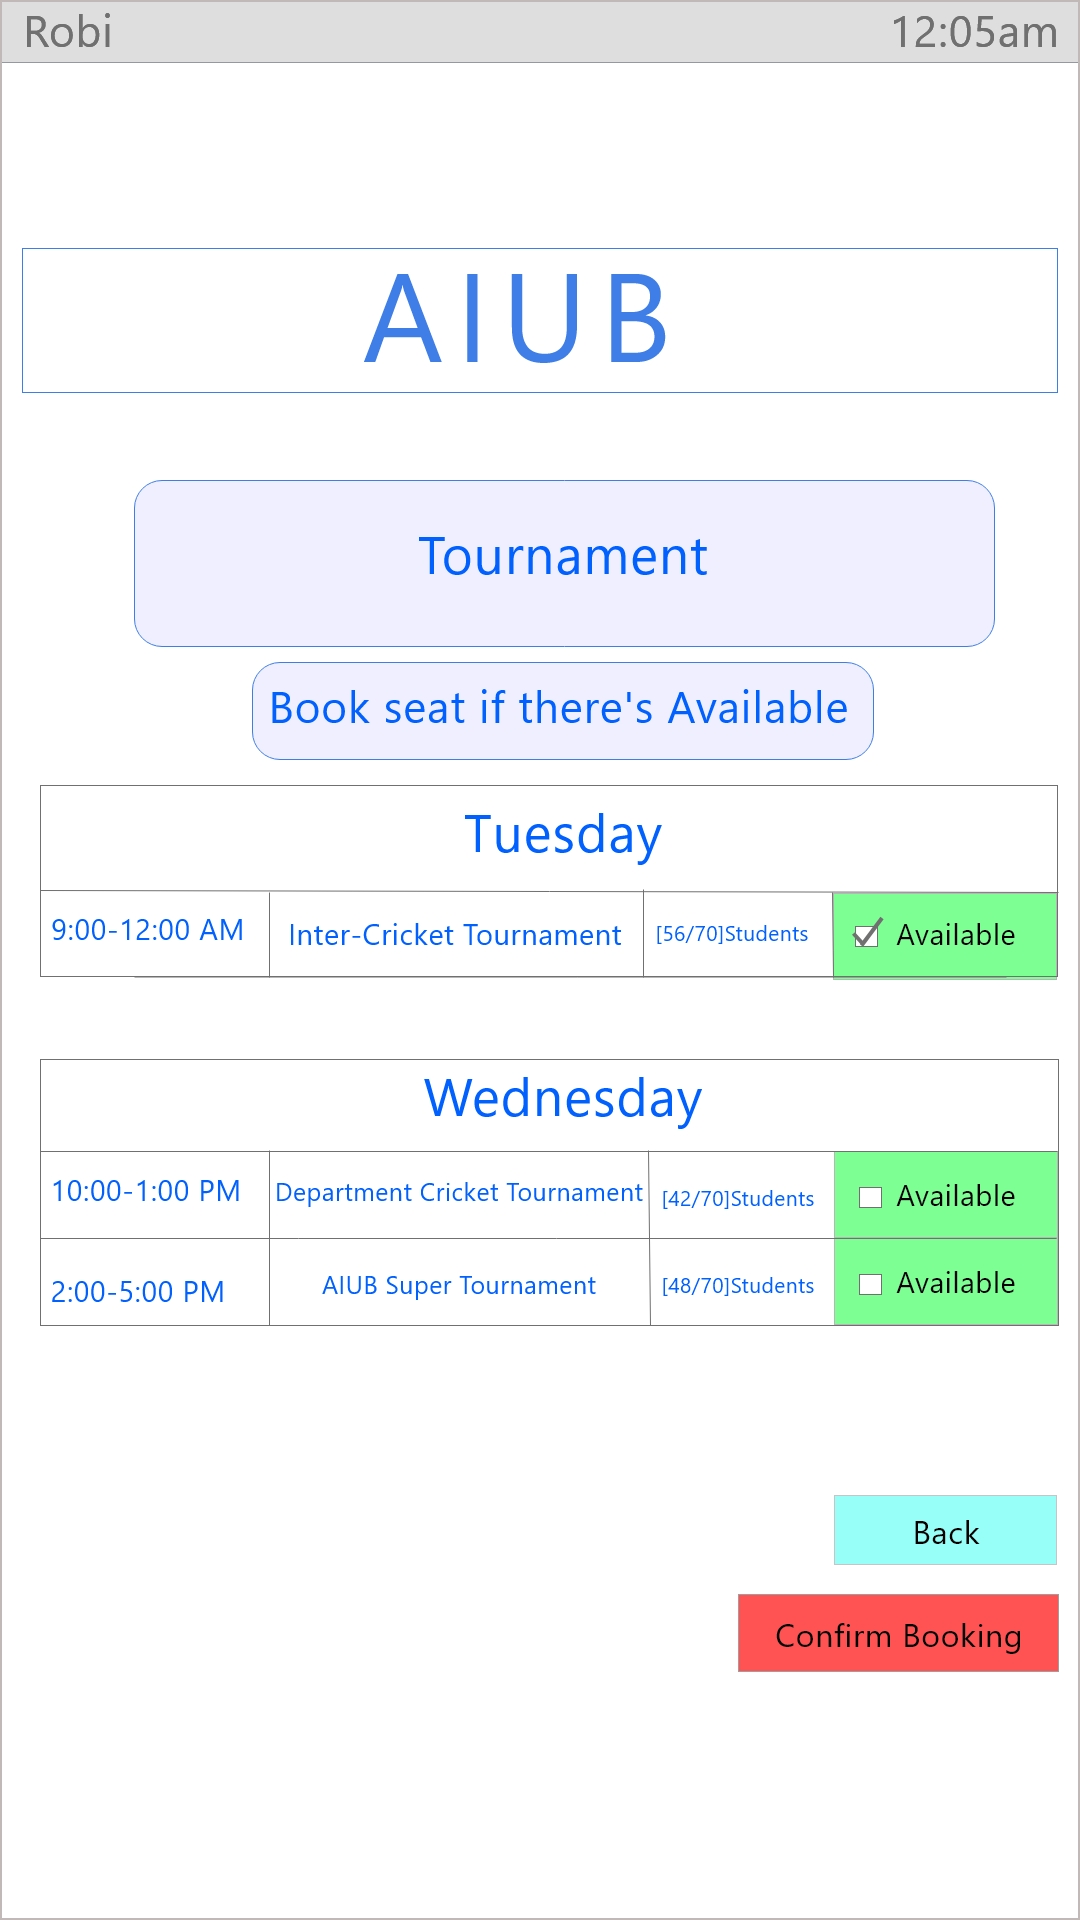 Robi 12:05am
AIUB
Tournament
Book seat if there's Available
Tuesday
9:00-12:00 AM Inter-Cricket Tournament [56/70]Students Available
Wednesday
10:00-1:00 PM Department Cricket Tournament [42/70]Students Available
2:00-5:00 PM AIUB Super Tournament [48/70]Students Available
Back
Confirm Booking